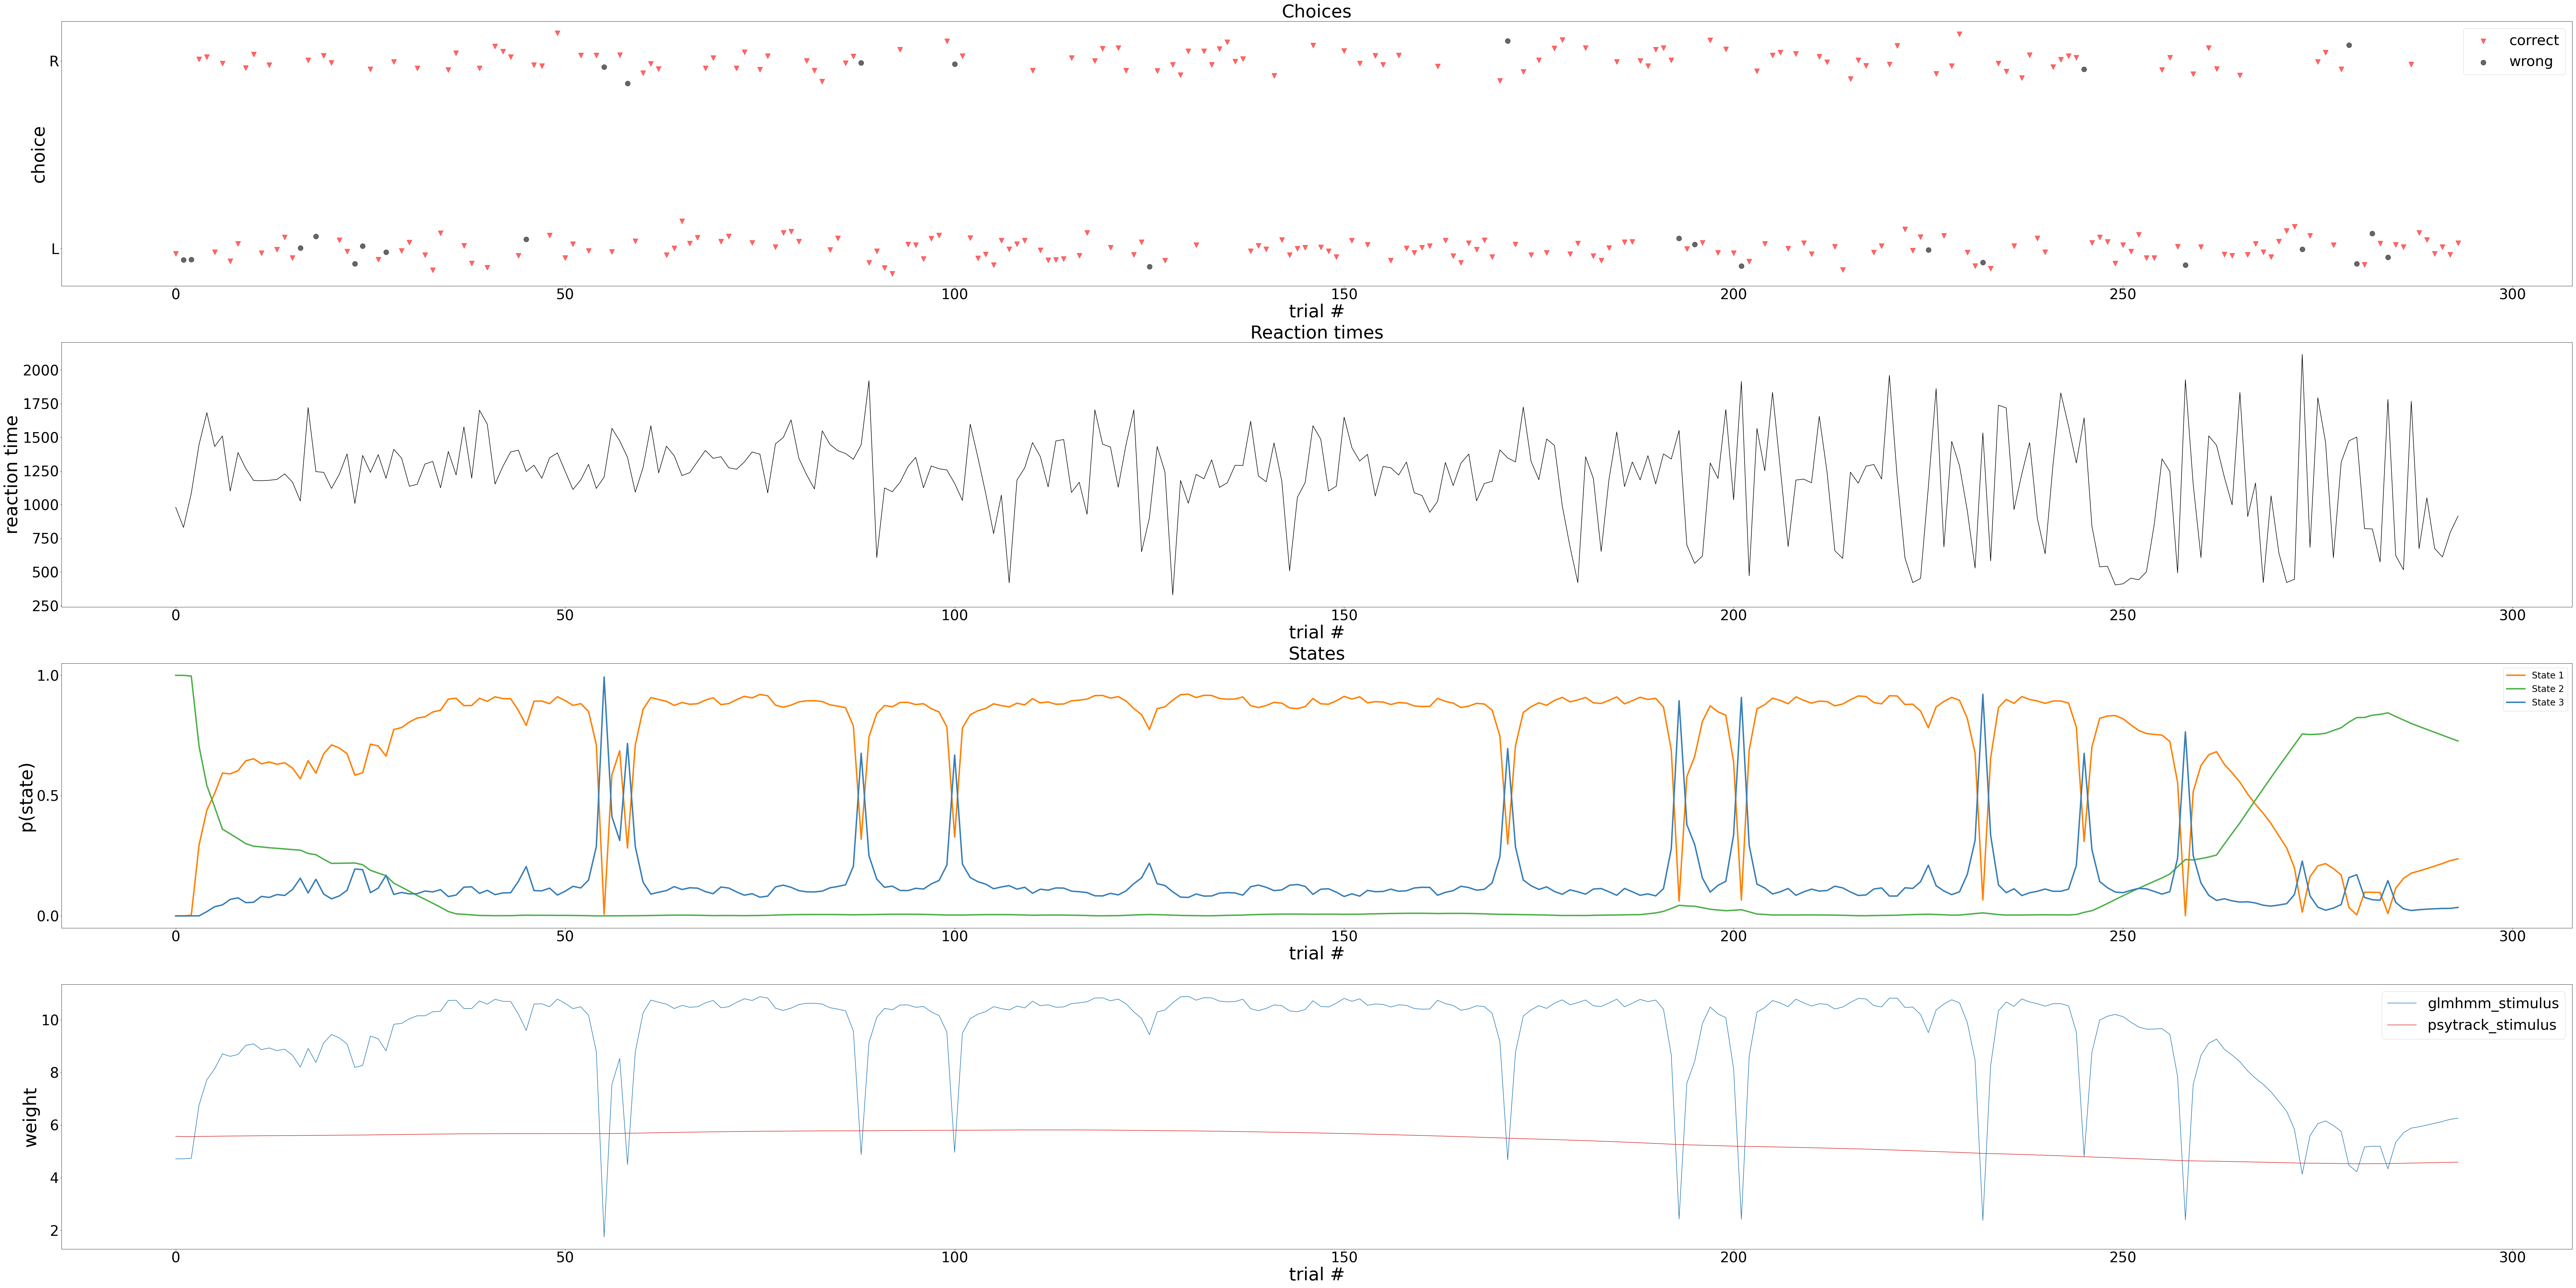 Choices
correct
wrong
R
L
choice
0 50 100 150 200 250 300
trial #
Reaction times
2000
1750
1500
1250
1000
750
500
250
reaction time
0 50 100 150 200 250 300
trial #
States
State 1
State 2
State 3
1.0
0.5
0.0
p(state)
0 50 100 150 200 250 300
trial #
glmhmm_stimulus
psytrack_stimulus
10
8
6
4
2
weight
0 50 100 150 200 250 300
trial #